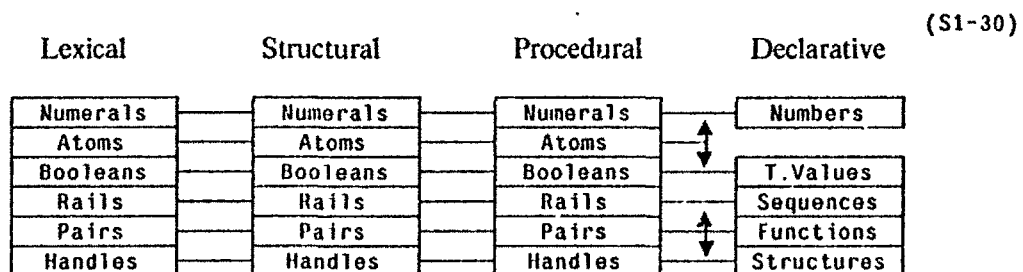 (S1-30)
Lexical Structural Procedural Declarative
Numerals Numerals Numerals Numbers
Atoms Atoms Atoms
Booleans Booleans Booleans T.Values
Rails Rails Rails Sequences
Pairs Pairs Pairs Functions
Handles Handles Handles Structures